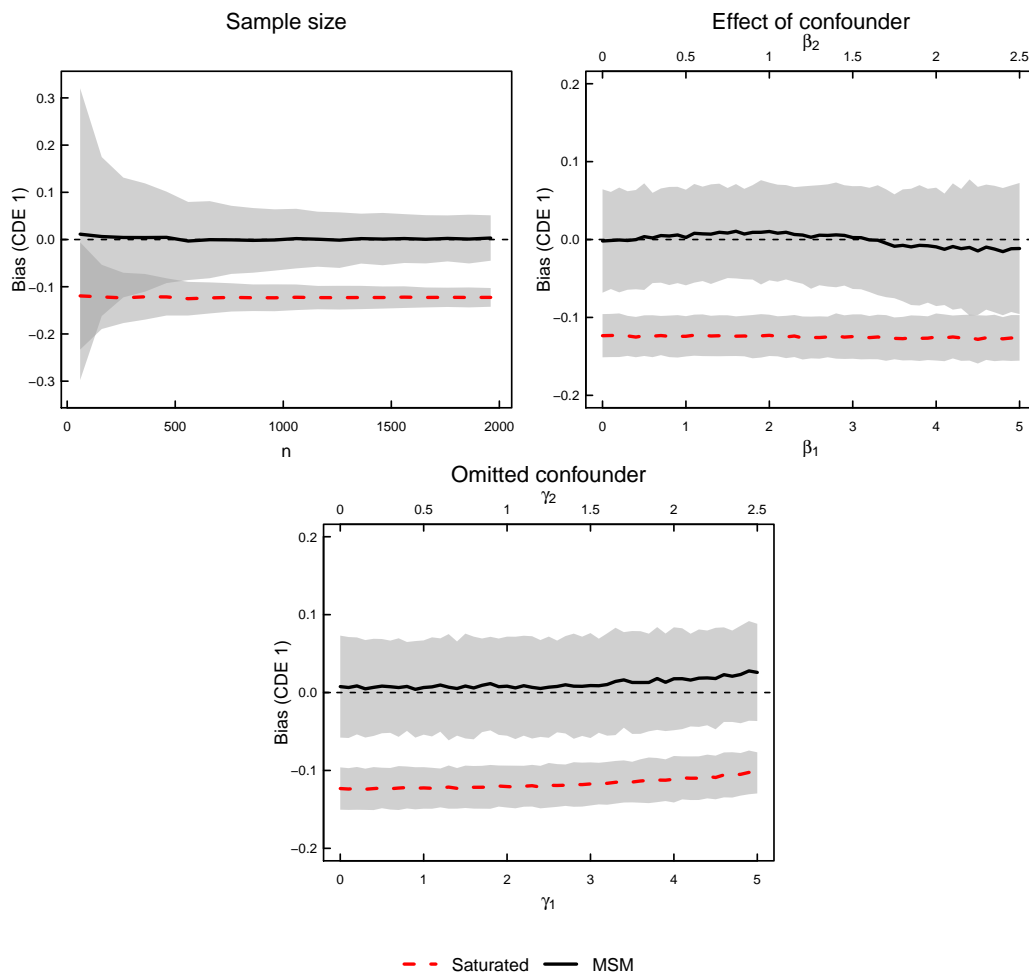 Sample size
Bias (CDE 1)
0.3
0.2
0.1
0.0
−0.1
−0.2
−0.3
0 500 1000 1500 2000
n
Effect of confounder
β2
0 0.5 1 1.5 2 2.5
Bias (CDE 1)
0.2
0.1
0.0
−0.1
−0.2
0 1 2 3 4 5
β1
Omitted confounder
γ2
0 0.5 1 1.5 2 2.5
Bias (CDE 1)
0.2
0.1
0.0
−0.1
−0.2
0 1 2 3 4 5
γ1
Saturated MSM